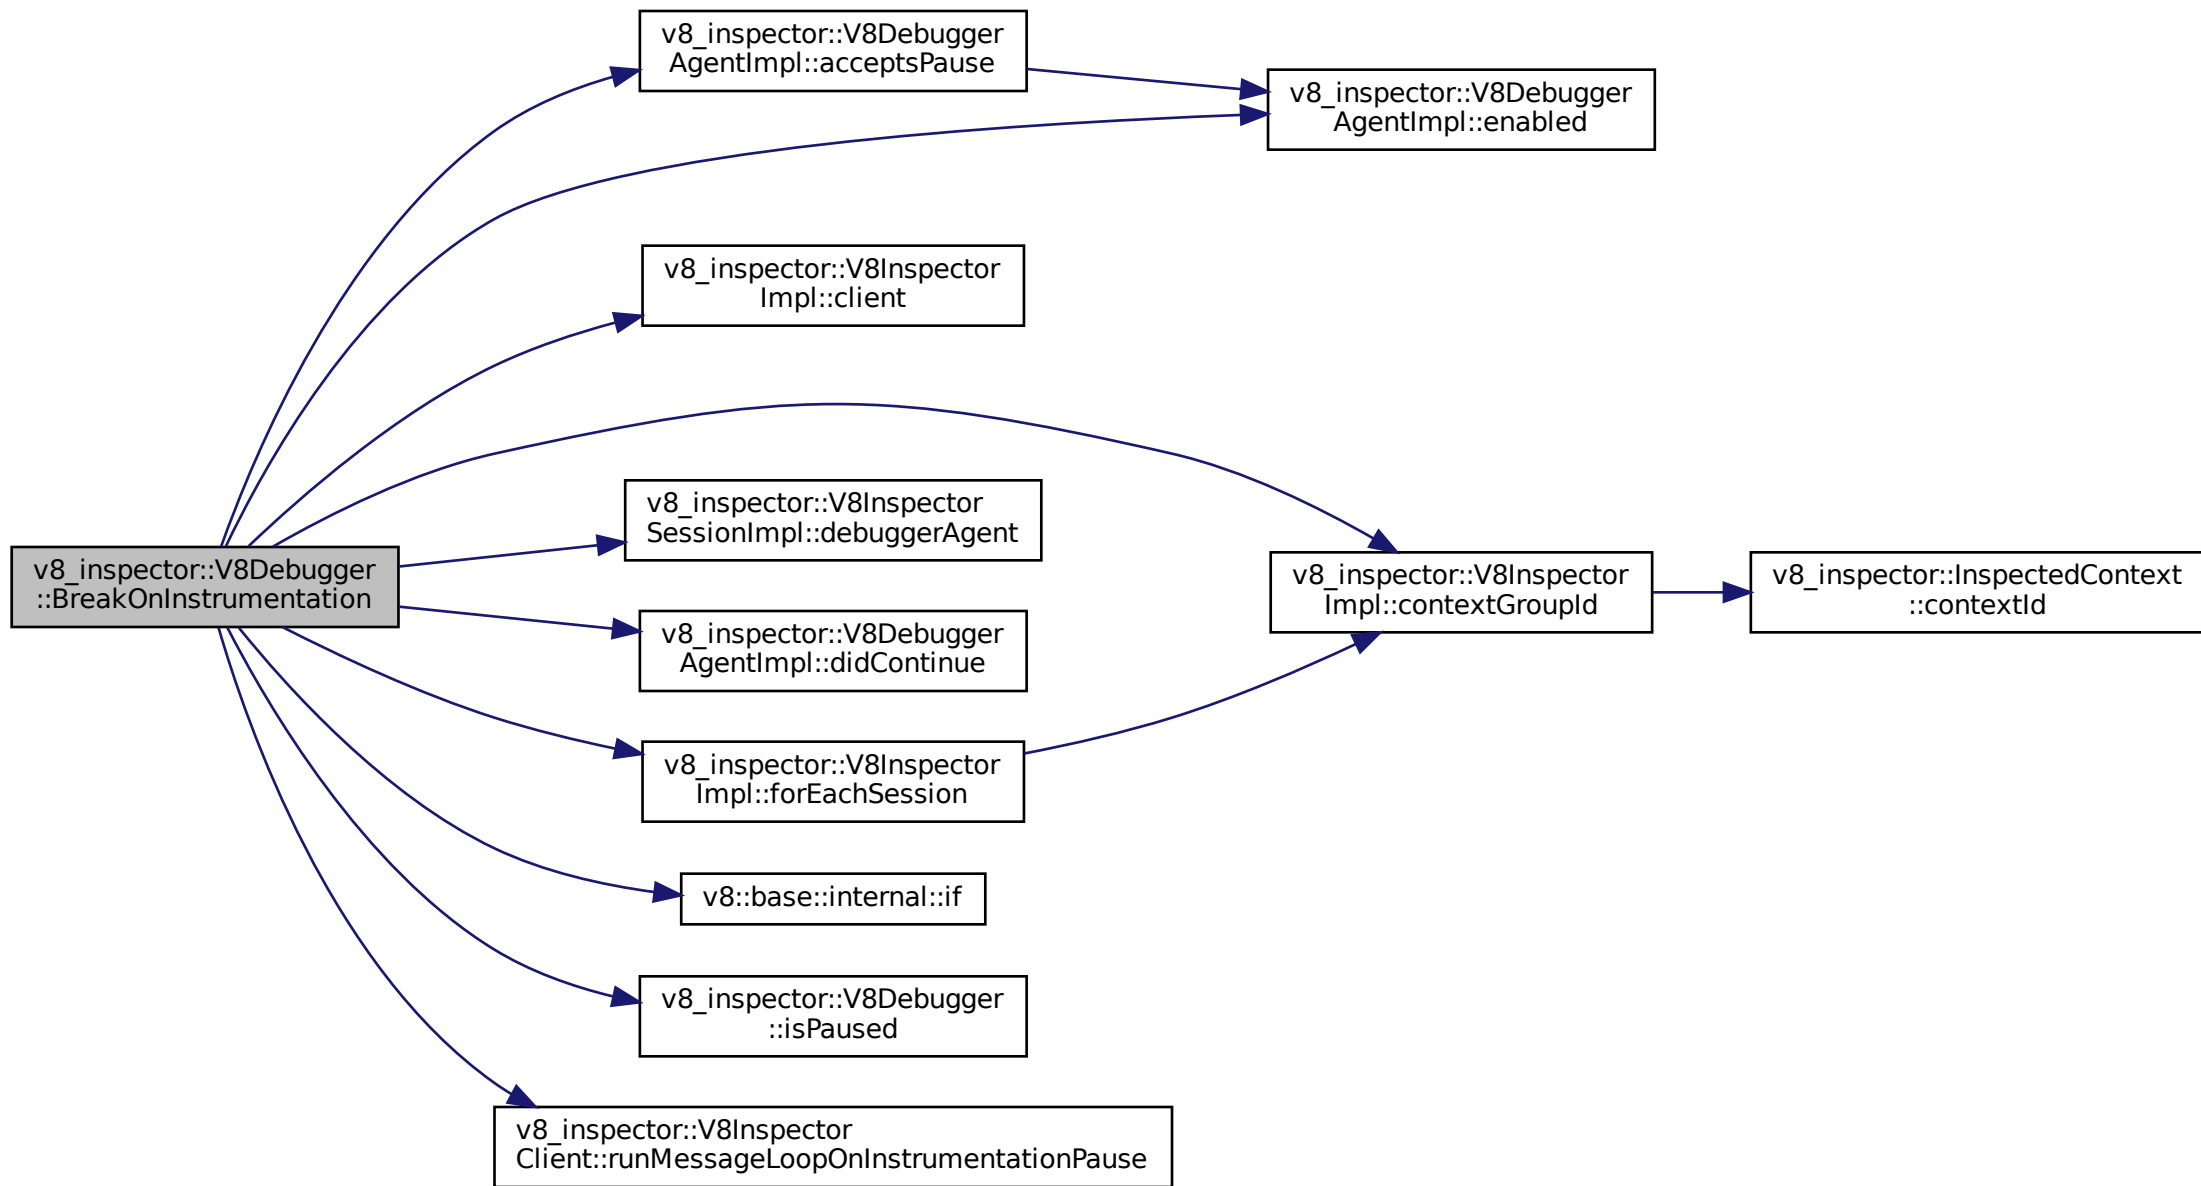 v8_inspector::V8Debugger
AgentImpl::acceptsPause
v8_inspector::V8Debugger
AgentImpl::enabled
v8_inspector::V8Inspector
Impl::client
v8_inspector::V8Inspector
SessionImpl::debuggerAgent
v8_inspector::V8Debugger
::BreakOnInstrumentation
v8_inspector::V8Inspector
Impl::contextGroupId
v8_inspector::InspectedContext
::contextId
v8_inspector::V8Debugger
AgentImpl::didContinue
v8_inspector::V8Inspector
Impl::forEachSession
v8::base::internal::if
v8_inspector::V8Debugger
::isPaused
v8_inspector::V8Inspector
Client::runMessageLoopOnInstrumentationPause